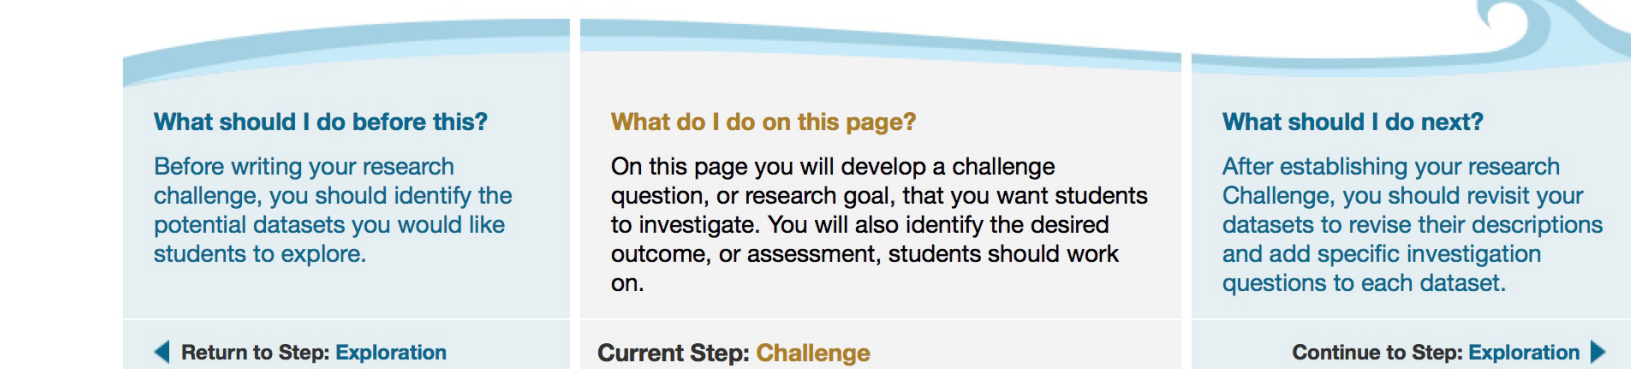 What should I do before this?
Before writing your research
challenge, you should identify the
potential datasets you would like
students to explore.
Return to Step: Exploration
What do I do on this page?
On this page you will develop a challenge
question, or research goal, that you want students
to investigate. You will also identify the desired
outcome, or assessment, students should work
on.
Current Step: Challenge
What should I do next?
After establishing your research
Challenge, you should revisit your
datasets to revise their descriptions
and add specific investigation
questions to each dataset.
Continue to Step: Exploration